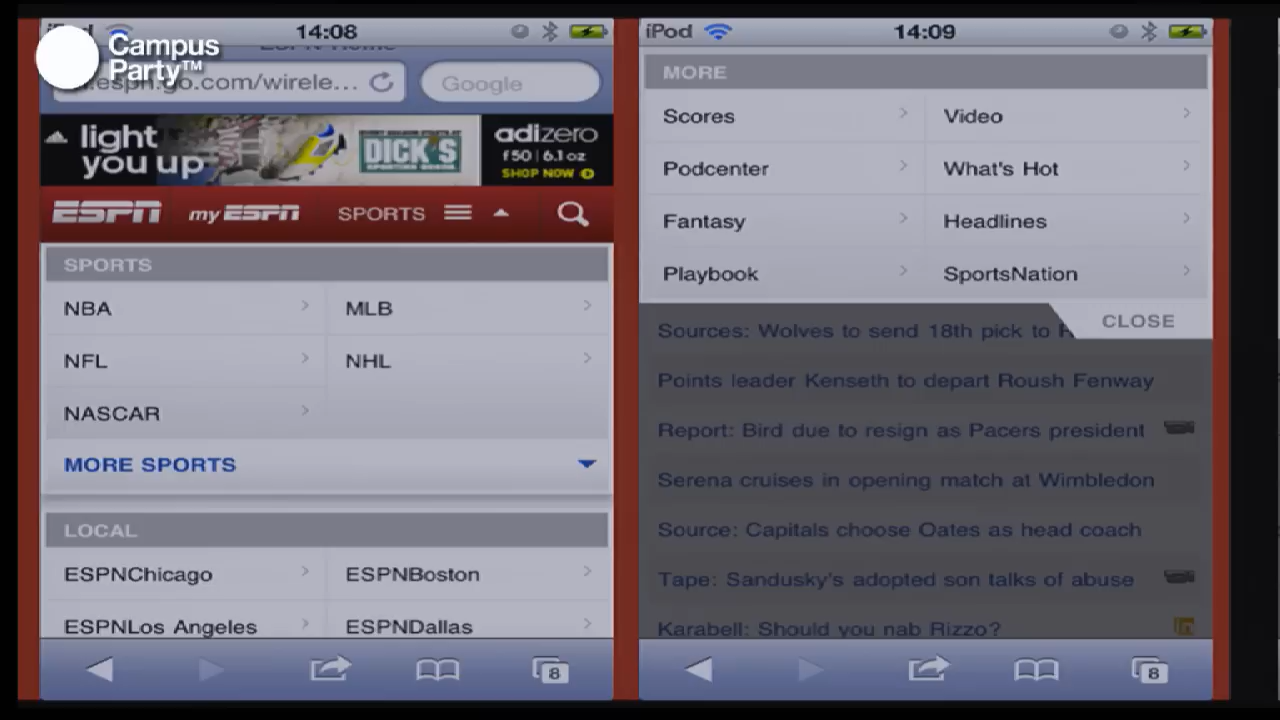 Campus
Party™
14:08
ESPN Home
.espn.go.com/wirele...
Google
light
you up
DICK'S
adizero
f50 | 6.1 oz
SHOP NOW
ESPN
myESPN
SPORTS
SPORTS
NBA
MLB
NFL
NHL
NASCAR
MORE SPORTS
LOCAL
ESPNChicago
ESPNBoston
ESPNLos Angeles
ESPNDallas
8
iPod
14:09
MORE
Scores
Video
Podcenter
What's Hot
Fantasy
Headlines
Playbook
SportsNation
CLOSE
Sources: Wolves to send 18th pick to
Points leader Kenseth to depart Roush Fenway
Report: Bird due to resign as Pacers president
Serena cruises in opening match at Wimbledon
Source: Capitals choose Oates as head coach
Tape: Sandusky's adopted son talks of abuse
Karabell: Should you nab Rizzo?
in
8